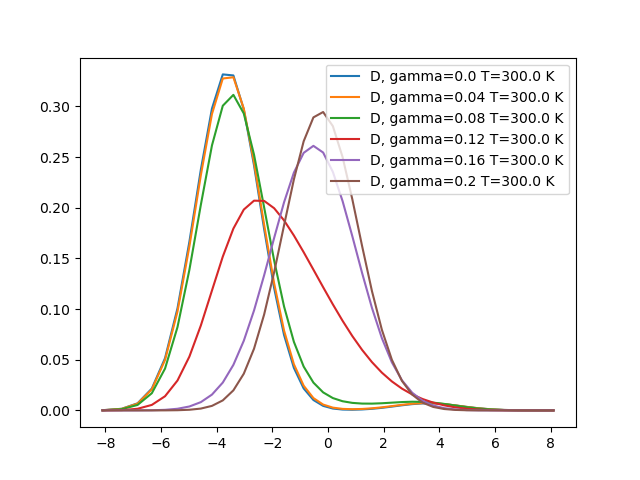 D, gamma=0.0 T=300.0 K
D, gamma=0.04 T=300.0 K
D, gamma=0.08 T=300.0 K
D, gamma=0.12 T=300.0 K
D, gamma=0.16 T=300.0 K
D, gamma=0.2 T=300.0 K
0.30
0.25
0.20
0.15
0.10
0.05
0.00
−8 −6 −4 −2 0 2 4 6 8